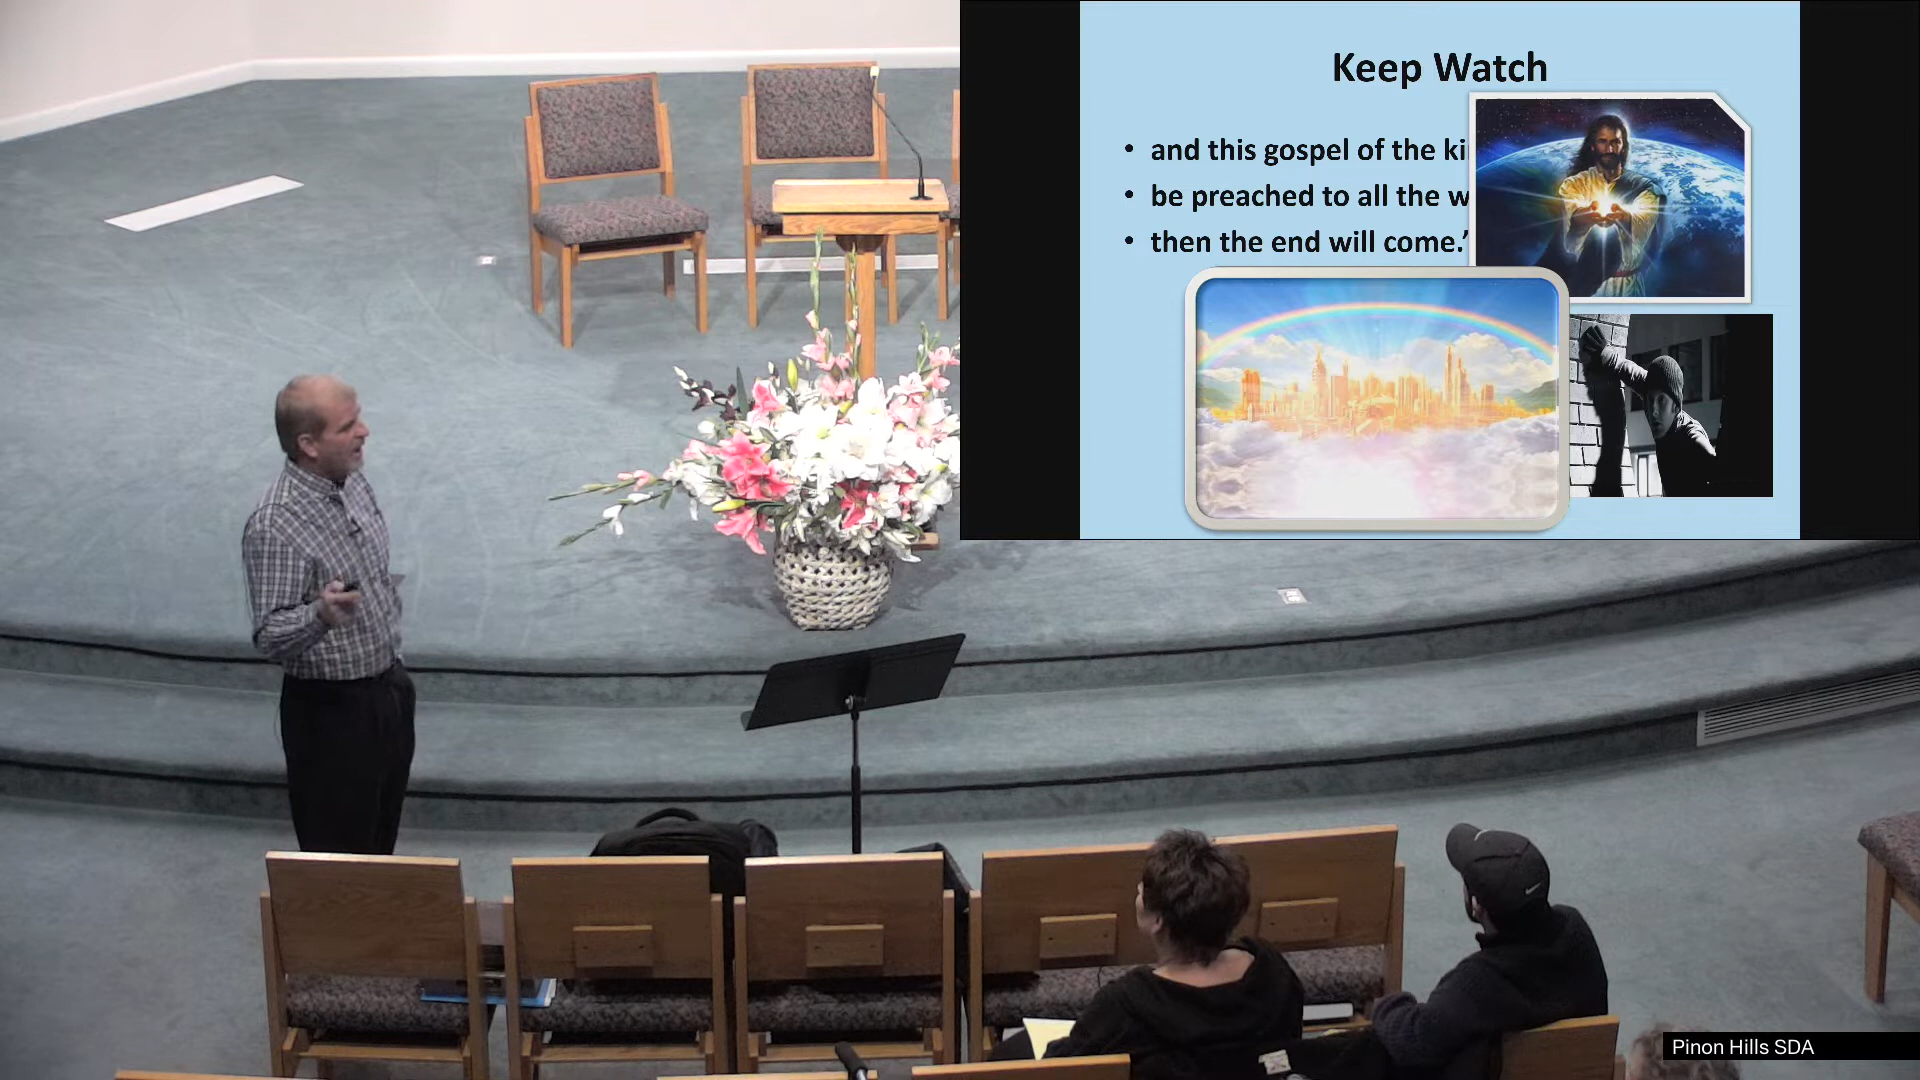 Keep Watch
• and this gospel of the ki
• be preached to all the w
• then the end will come.'
Pinon Hills SDA